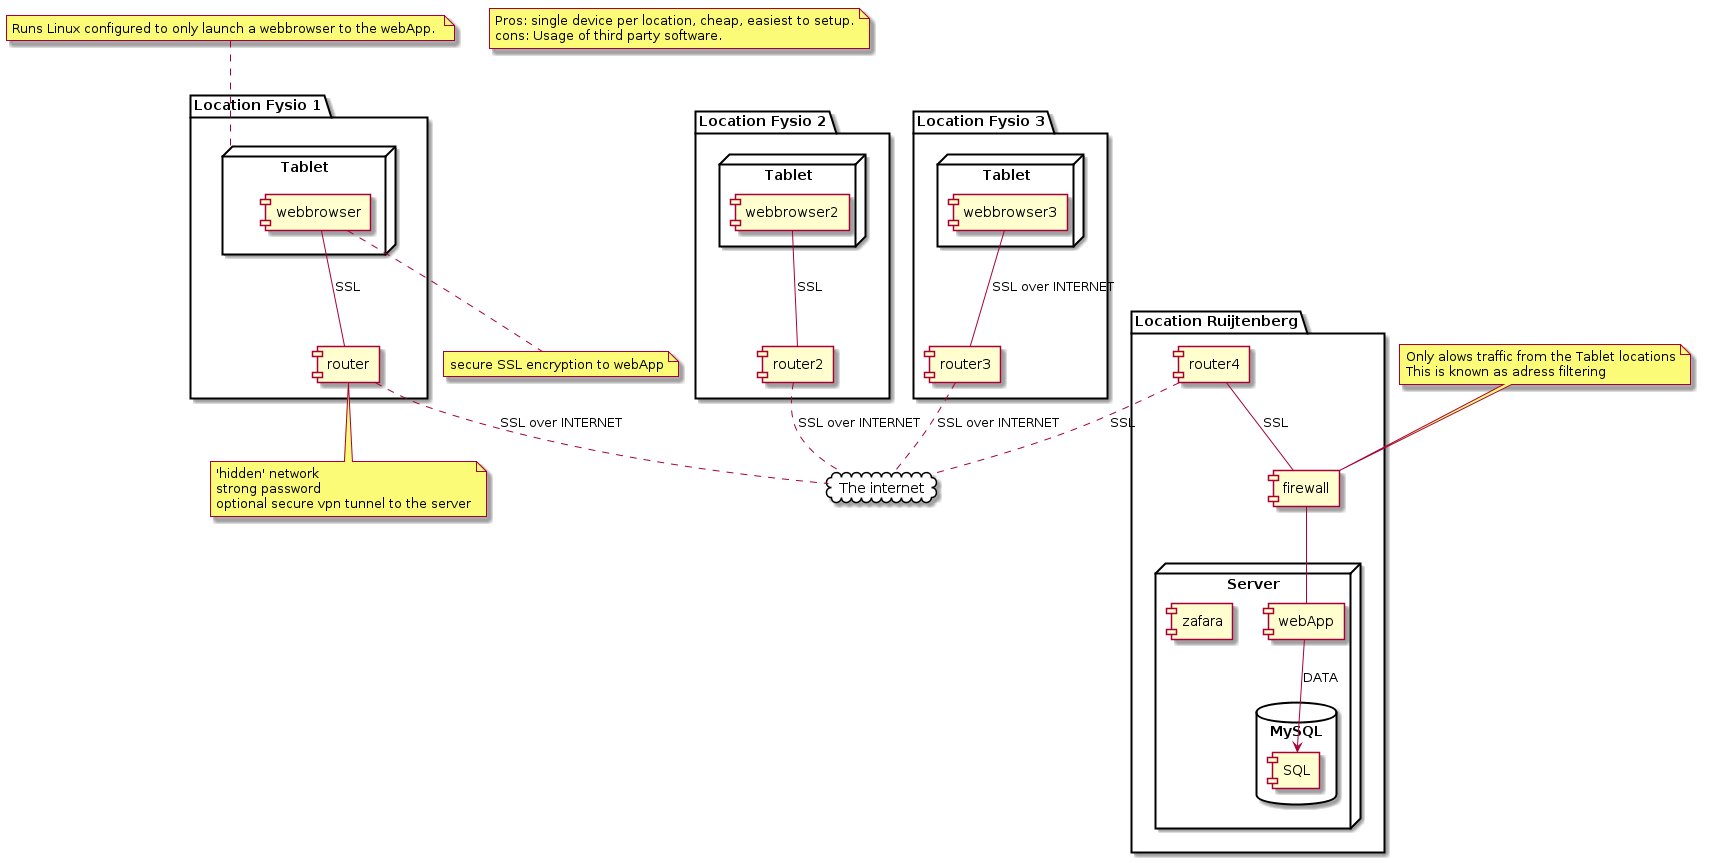 Runs Linux configured to only launch a webbrowser to the webApp.
Pros: single device per location, cheap, easiest to setup.
cons: Usage of third party software.
Location Fysio 1
Tablet
webbrowser
SSL
router
secure SSL encryption to webApp
'hidden' network
strong password
optional secure vpn tunnel to the server
SSL over INTERNET
Location Fysio 2
Tablet
webbrowser2
SSL
router2
SSL over INTERNET
Location Fysio 3
Tablet
webbrowser3
SSL over INTERNET
router3
SSL over INTERNET
The internet
SSL
Location Ruijtenberg
router4
SSL
Only alows traffic from the Tablet locations
This is known as adress filtering
firewall
Server
zafara
webApp
DATA
MySQL
SQL